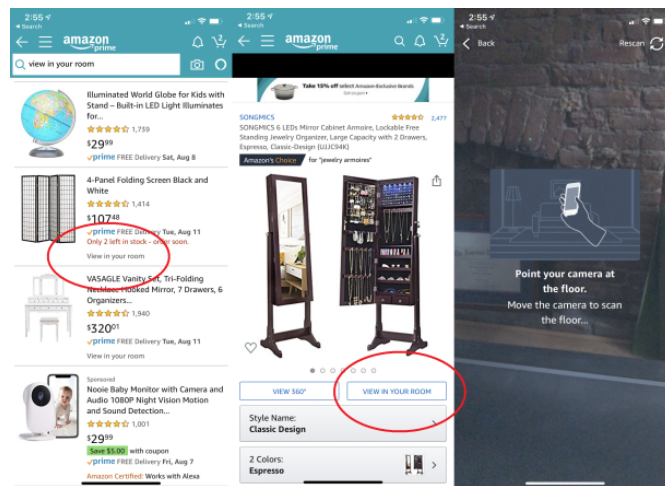 2:55
Search
amazon
prime
2
view in your room
Illuminated World Globe for Kids with
Stand – Built-in LED Light Illuminates
for...
1,759
$29⁹⁹
prime FREE Delivery Sat, Aug 8
4-Panel Folding Screen Black and
White
1,414
$107⁴⁸
prime FREE Delivery Tue, Aug 11
Only 2 left in stock - order soon.
View in your room
VASAGLE Vanity Set, Tri-Folding
Necklace Hooked Mirror, 7 Drawers, 6
Organizers...
1,940
$320⁰¹
prime FREE Delivery Tue, Aug 11
View in your room
Sponsored
Nooie Baby Monitor with Camera and
Audio 1080P Night Vision Motion
and Sound Detection...
1,001
$29⁹⁹
Save $5.00 with coupon
prime FREE Delivery Fri, Aug 7
Amazon Certified: Works with Alexa
2:55
Search
amazon
prime
2
Take 15% off select Amazon Exclusive Brands
SONGMICS
2,477
SONGMICS 6 LEDs Mirror Cabinet Armoire, Lockable Free
Standing Jewelry Organizer, Large Capacity with 2 Drawers,
Espresso, Classic-Design (UJJC94K)
Amazon's Choice for "jewelry armoires"
VIEW 360°
VIEW IN YOUR ROOM
Style Name:
Classic Design
2 Colors:
Espresso
2:55
Search
Back
Rescan
Point your camera at
the floor.
Move the camera to scan
the floor...